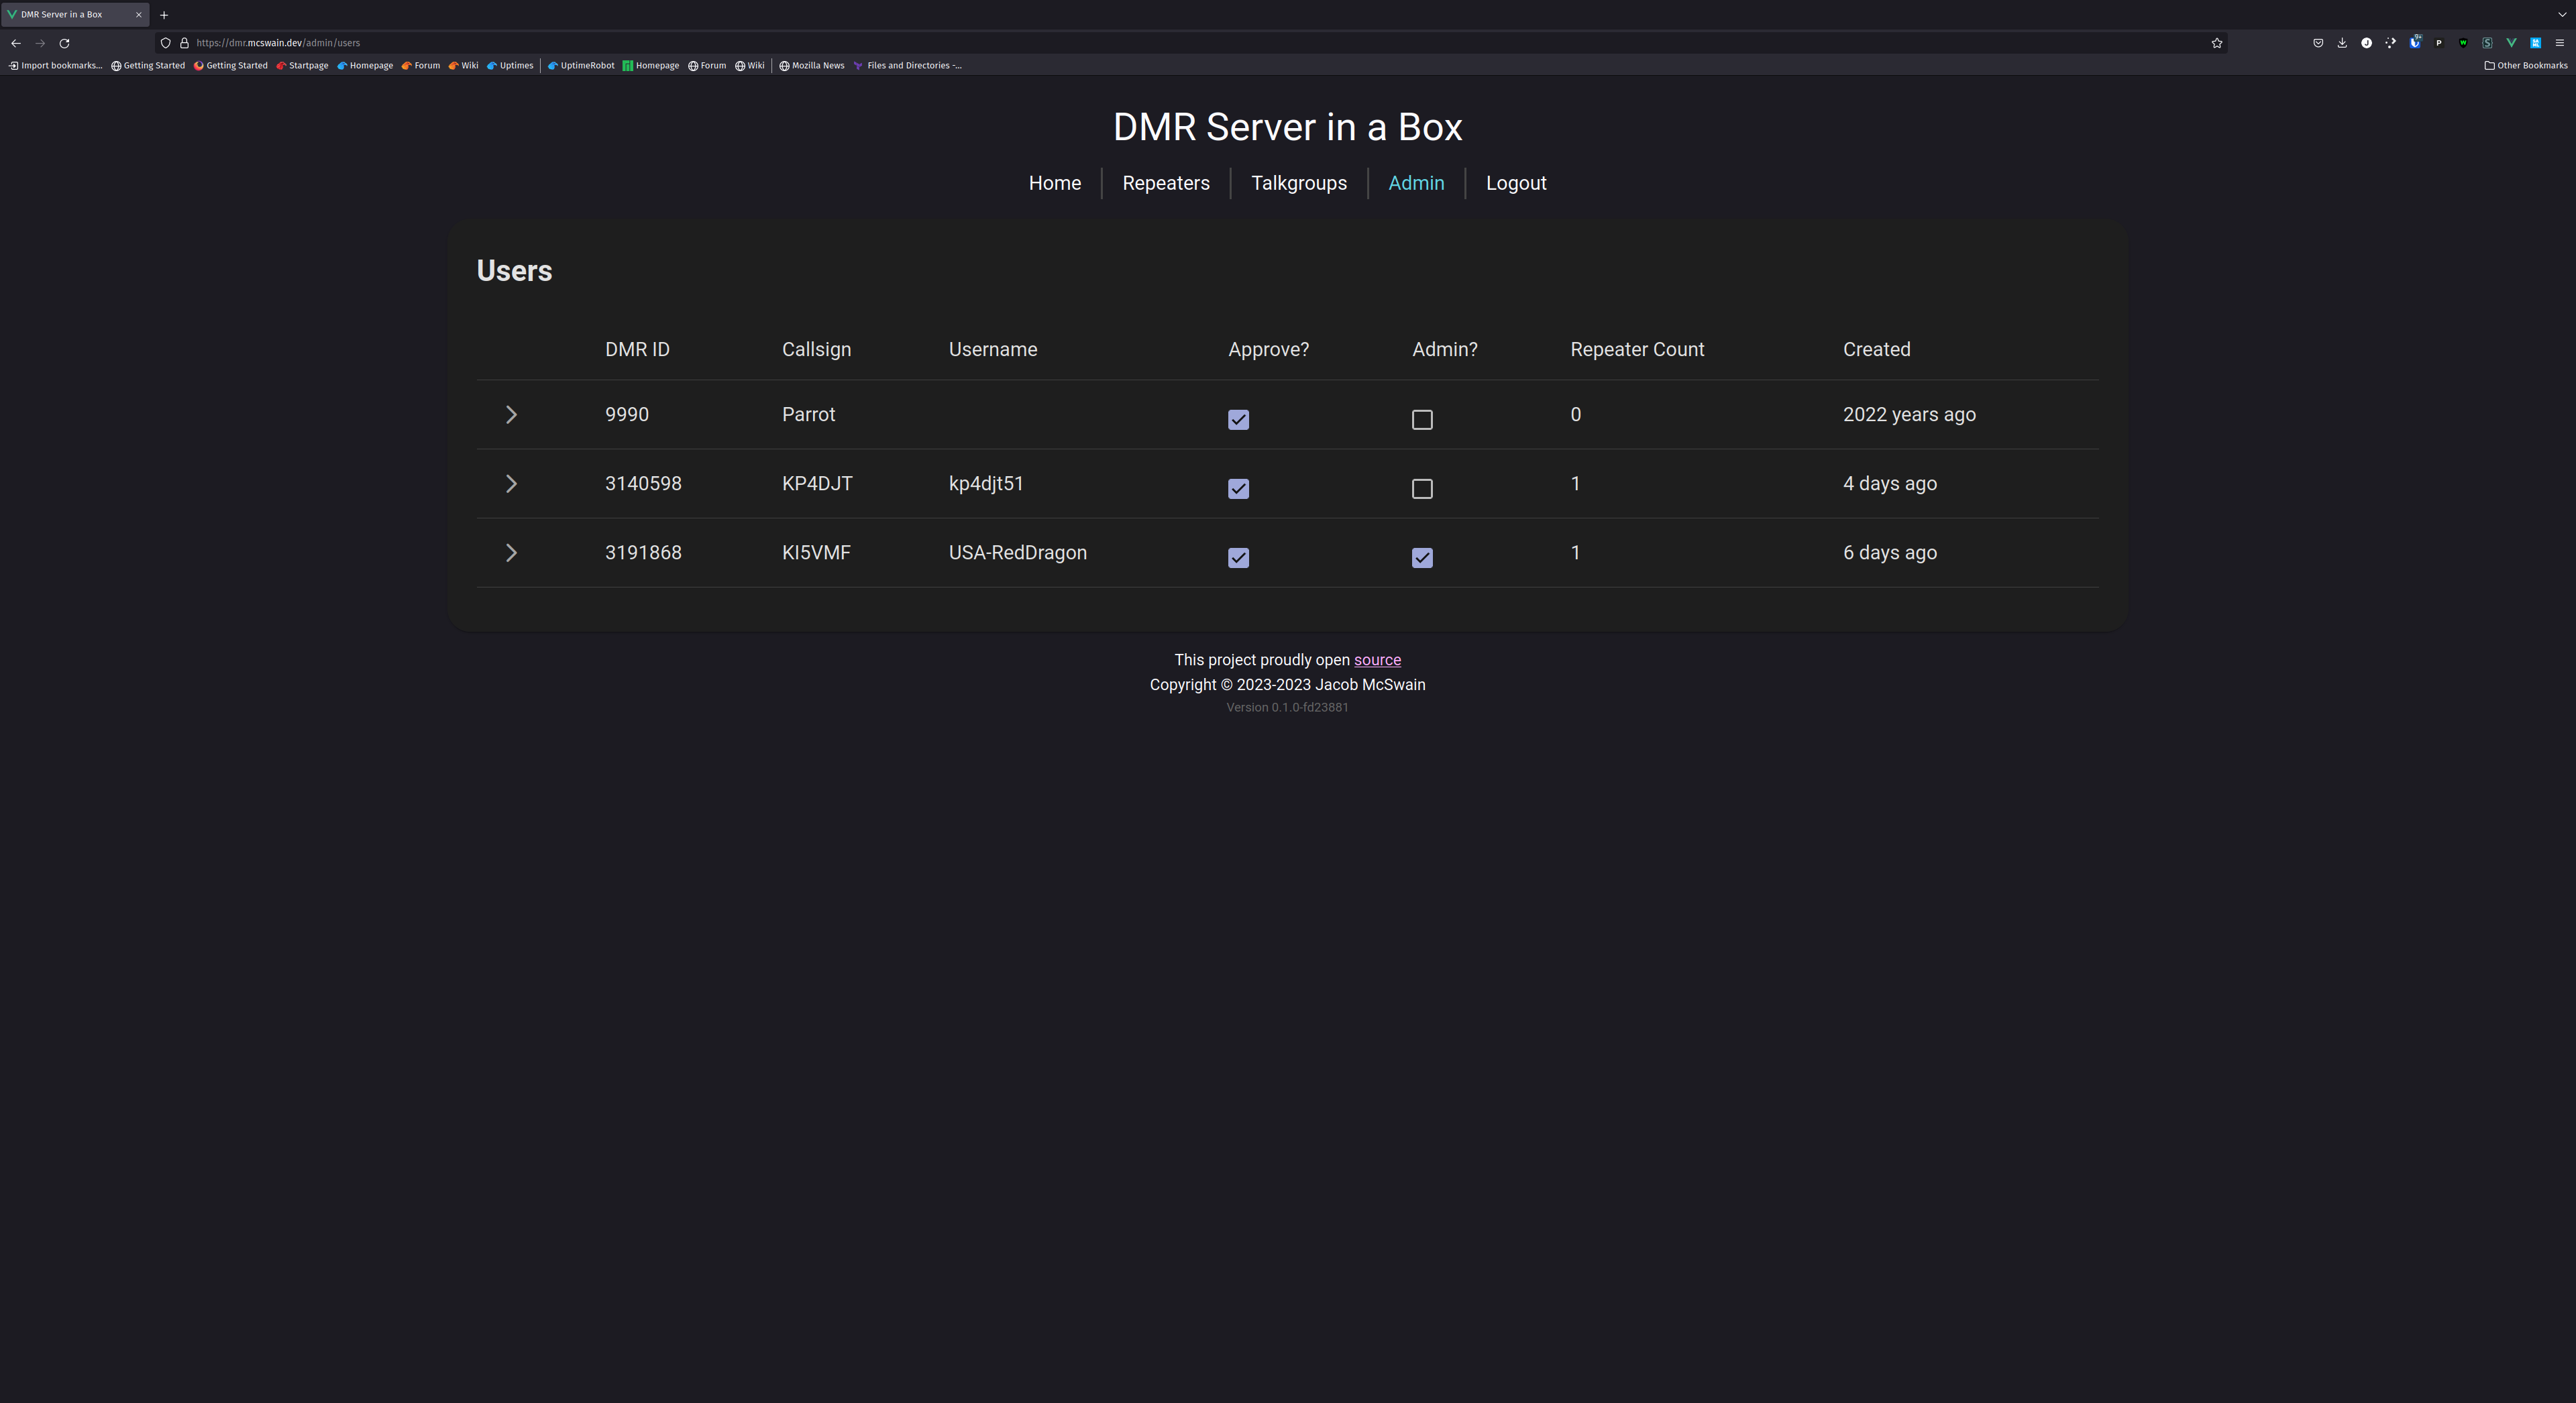 DMR Server in a Box
https://dmr.mcswain.dev/admin/users
Import bookmarks... Getting Started Getting Started Startpage Homepage Forum Wiki Uptimes UptimeRobot Homepage Forum Wiki Mozilla News Files and Directories -... Other Bookmarks
DMR Server in a Box
Home Repeaters Talkgroups Admin Logout
Users
DMR ID Callsign Username Approve? Admin? Repeater Count Created
9990 Parrot 0 2022 years ago
3140598 KP4DJT kp4djt51 1 4 days ago
3191868 KI5VMF USA-RedDragon 1 6 days ago
This project proudly open source
Copyright © 2023-2023 Jacob McSwain
Version 0.1.0-fd23881